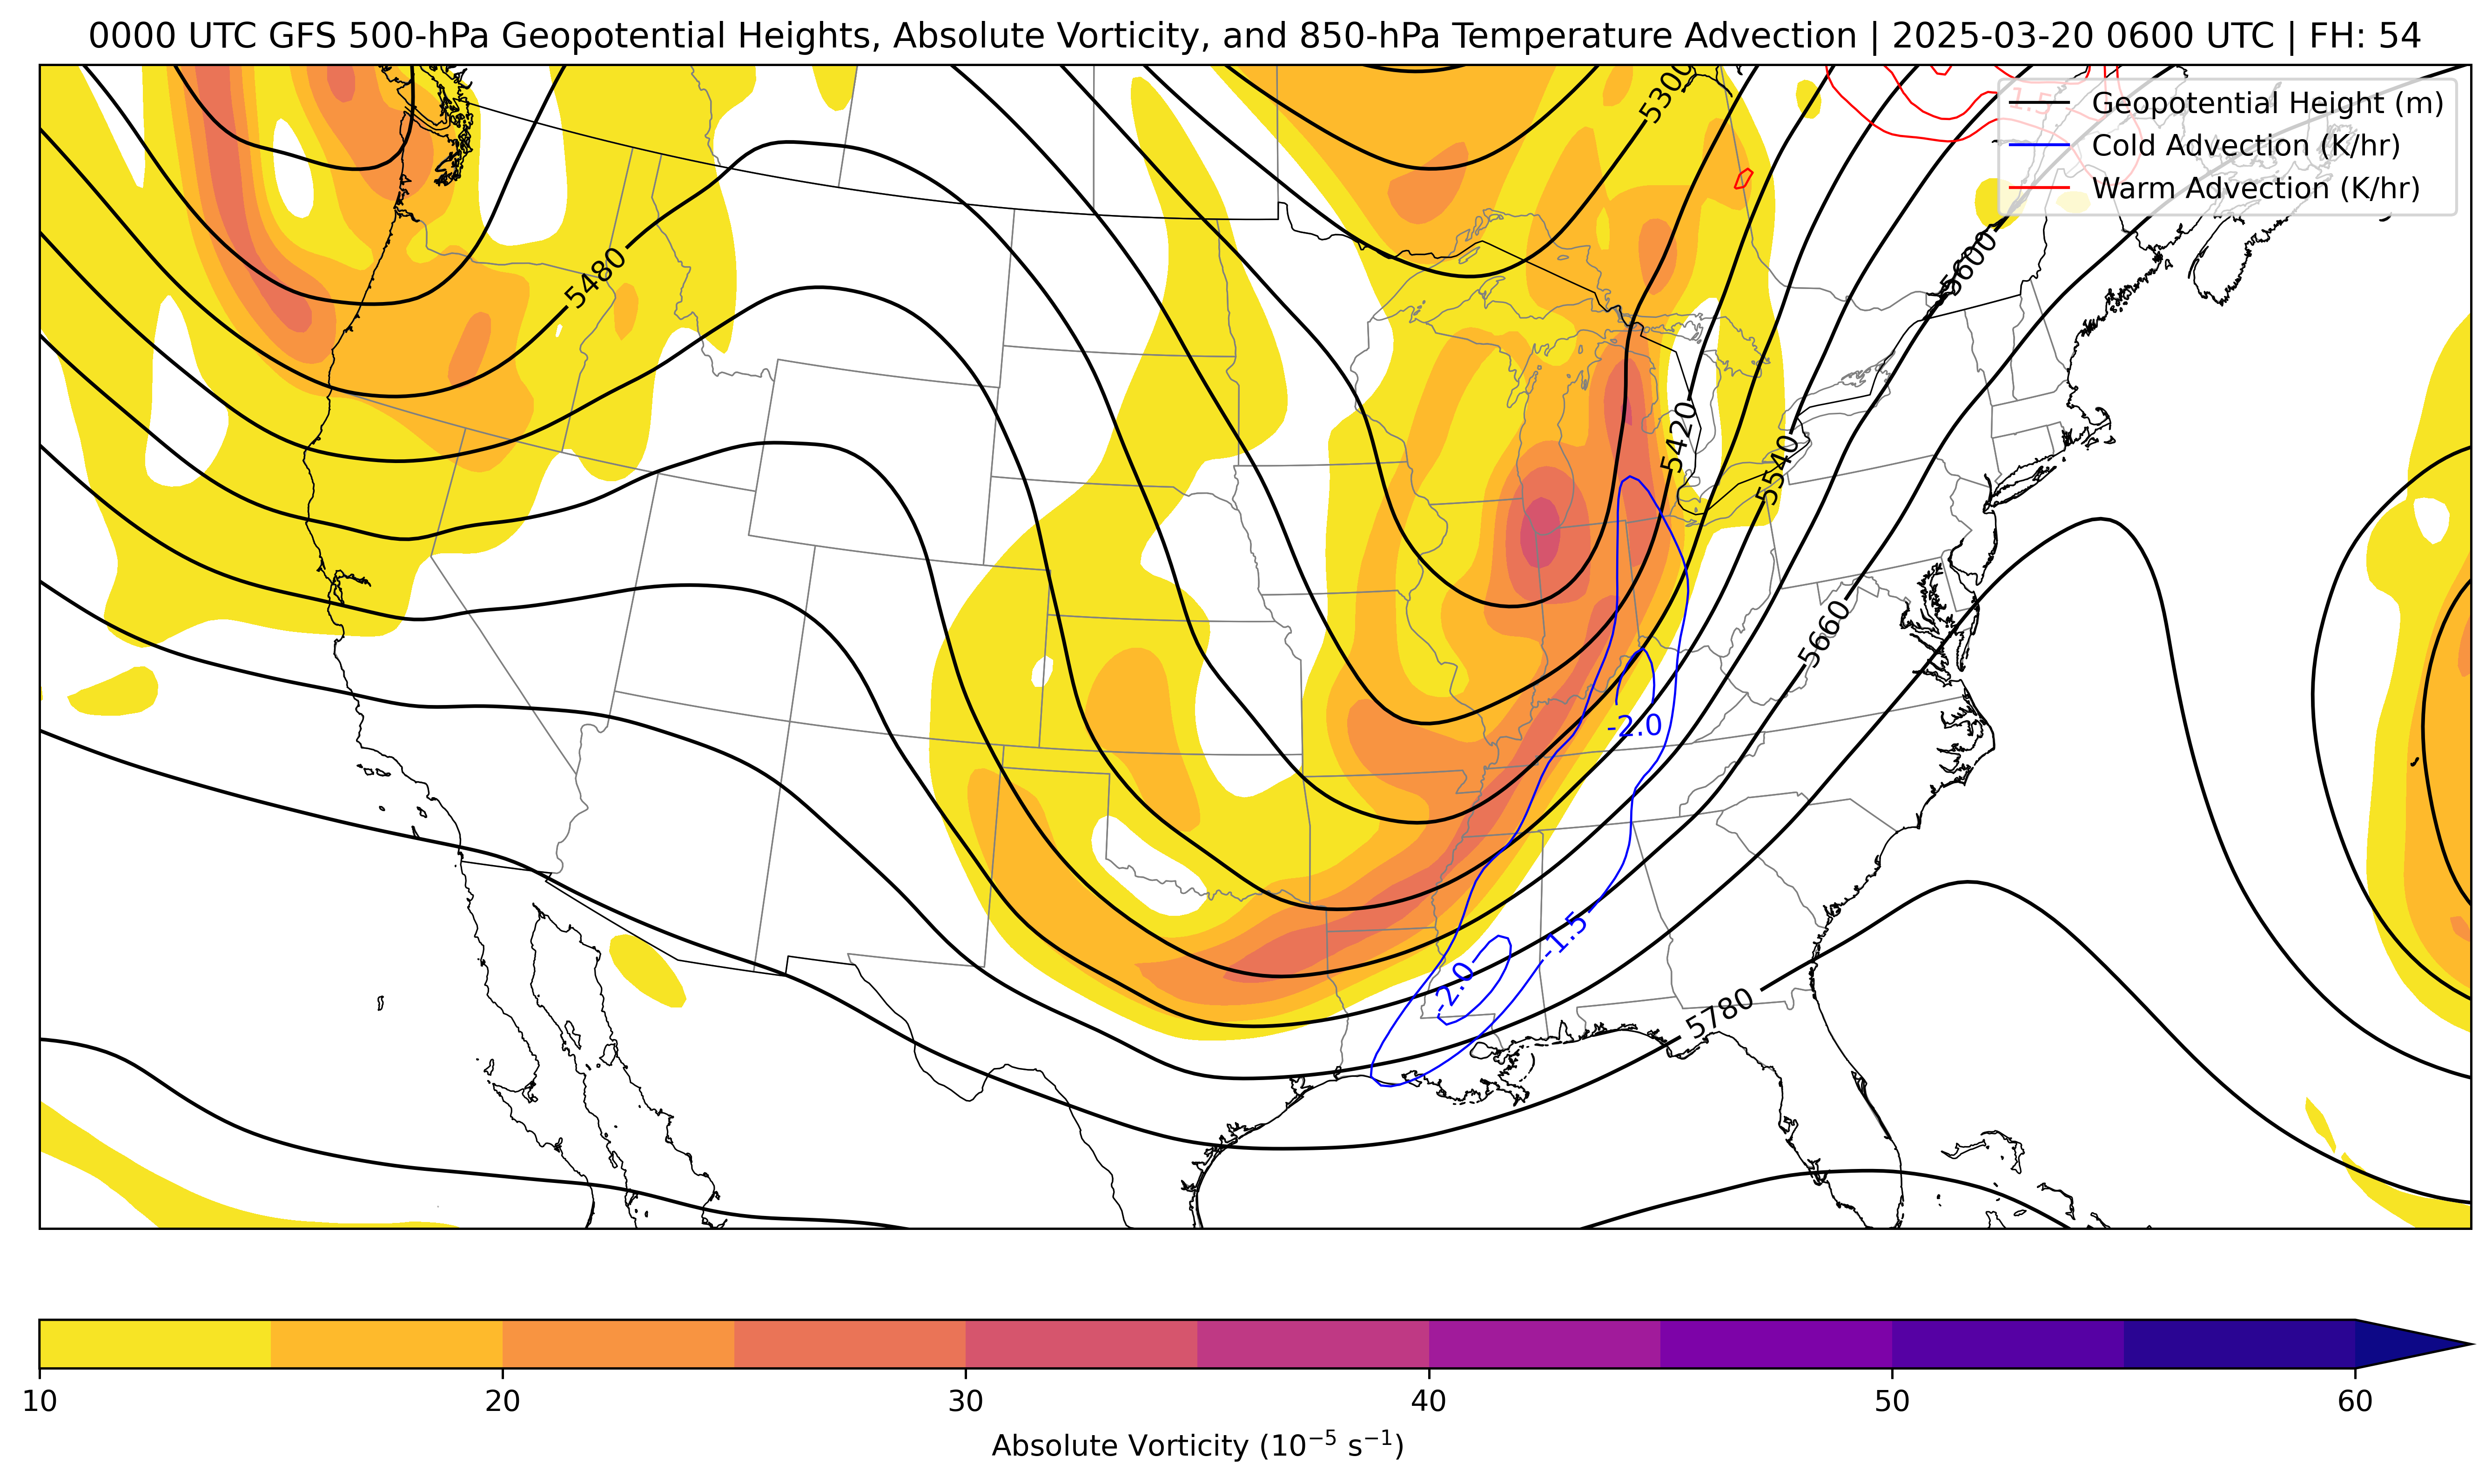 0000 UTC GFS 500-hPa Geopotential Heights, Absolute Vorticity, and 850-hPa Temperature Advection | 2025-03-20 0600 UTC | FH: 54
5300
1.5
Geopotential Height (m)
Cold Advection (K/hr)
Warm Advection (K/hr)
5480
5600
5420
5540
5660
-2.0
-1.5
-2.0
5780
10 20 30 40 50 60
Absolute Vorticity (10⁻⁵ s⁻¹)